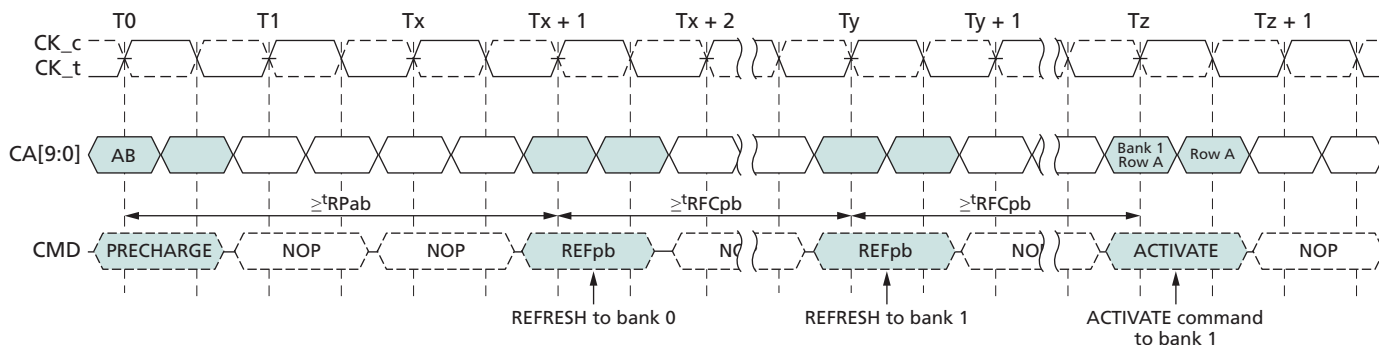 T0 T1 Tx Tx + 1 Tx + 2 Ty Ty + 1 Tz Tz + 1
CK_c
CK_t
CA[9:0] AB Bank 1 Row A Row A
≥tRPab ≥tRFCpb ≥tRFCpb
CMD PRECHARGE NOP NOP REFpb NO REFpb NO ACTIVATE NOP
REFRESH to bank 0 REFRESH to bank 1 ACTIVATE command
to bank 1